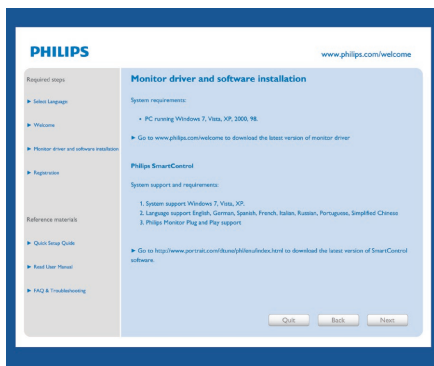 PHILIPS
www.philips.com/welcome
Required steps
Select Language
Welcome
Monitor driver and software installation
Registration
Reference materials
Quick Setup Guide
Read User Manual
FAQ & Troubleshooting
Monitor driver and software installation
System requirements:
• PC running Windows 7, Vista, XP, 2000, 98.
Go to www.philips.com/welcome to download the latest version of monitor driver
Philips SmartControl
System support and requirements:
1. System support Windows 7, Vista, XP.
2. Language support English, German, Spanish, French, Italian, Russian, Portuguese, Simplified Chinese
3. Philips Monitor Plug and Play support
Go to http://www.portrait.com/dtune/phl/enu/index.html to download the latest version of SmartControl
software.
Quit
Back
Next